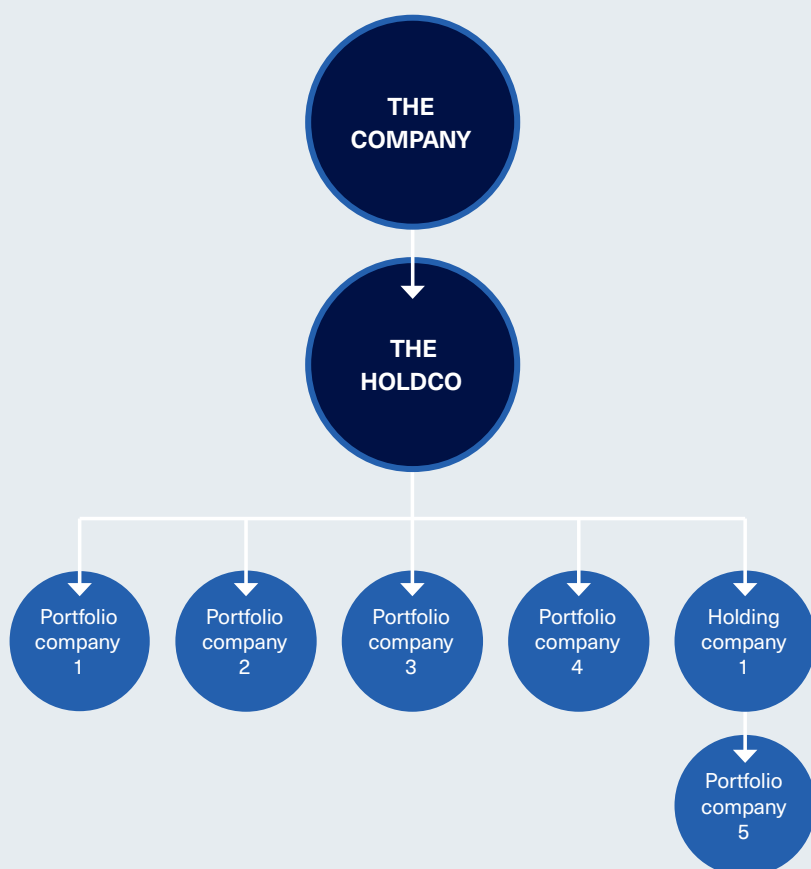 THE
COMPANY
THE
HOLDCO
Portfolio
company
1
Portfolio
company
2
Portfolio
company
3
Portfolio
company
4
Holding
company
1
Portfolio
company
5